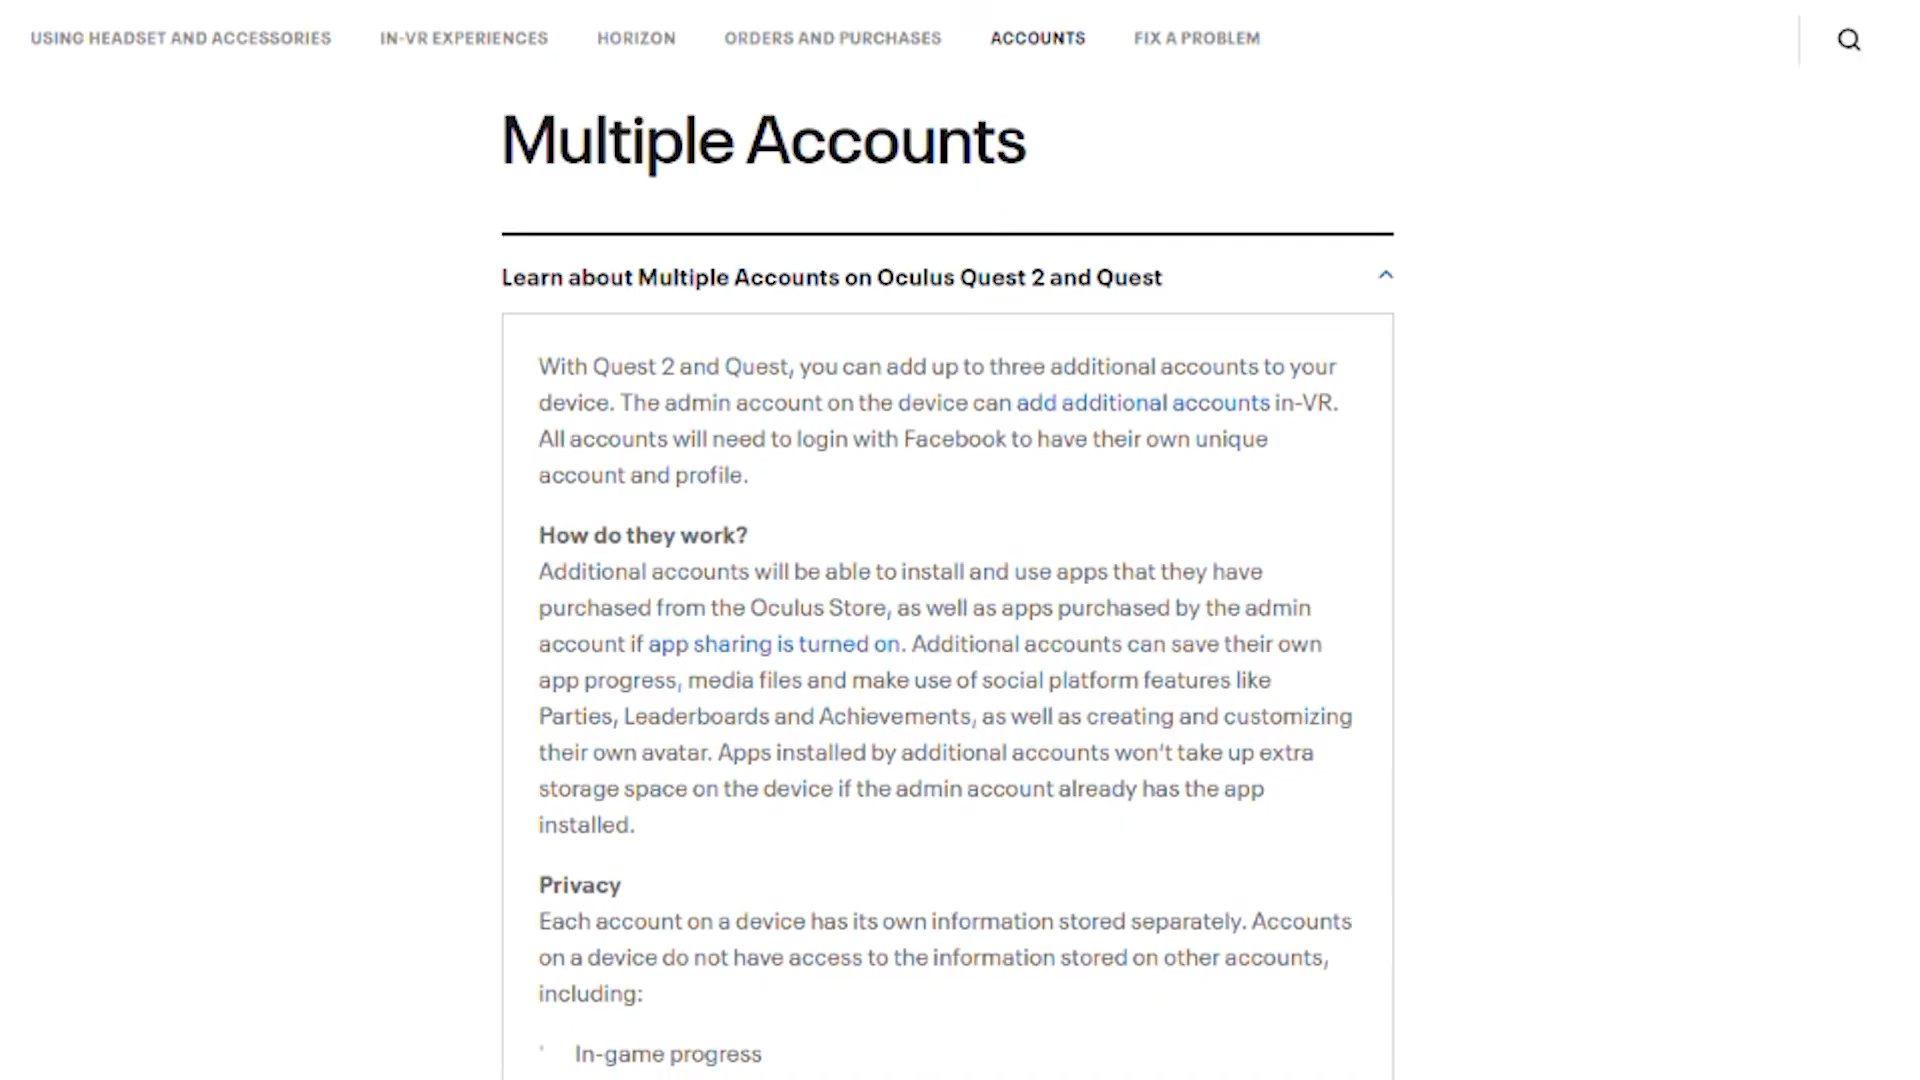 USING HEADSET AND ACCESSORIES IN-VR EXPERIENCES HORIZON ORDERS AND PURCHASES ACCOUNTS FIX A PROBLEM
Multiple Accounts
Learn about Multiple Accounts on Oculus Quest 2 and Quest
With Quest 2 and Quest, you can add up to three additional accounts to your
device. The admin account on the device can add additional accounts in-VR.
All accounts will need to login with Facebook to have their own unique
account and profile.
How do they work?
Additional accounts will be able to install and use apps that they have
purchased from the Oculus Store, as well as apps purchased by the admin
account if app sharing is turned on. Additional accounts can save their own
app progress, media files and make use of social platform features like
Parties, Leaderboards and Achievements, as well as creating and customizing
their own avatar. Apps installed by additional accounts won't take up extra
storage space on the device if the admin account already has the app
installed.
Privacy
Each account on a device has its own information stored separately. Accounts
on a device do not have access to the information stored on other accounts,
including:
In-game progress